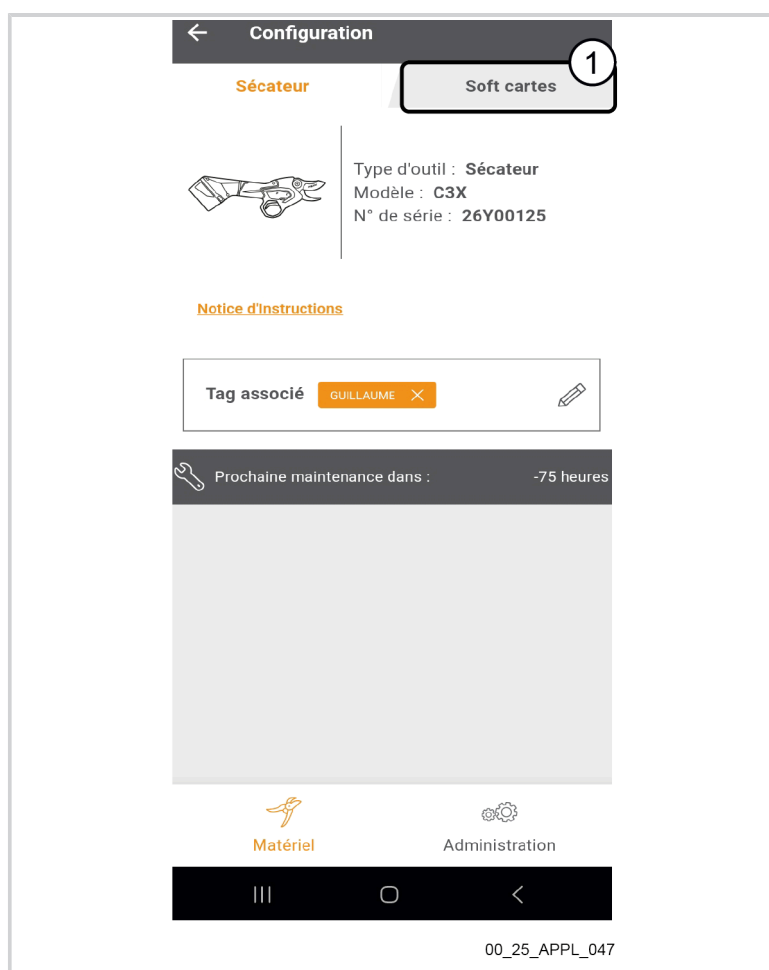 Configuration
1
Sécateur
Soft cartes
Type d'outil : Sécateur
Modèle : C3X
N° de série : 26Y00125
Notice d'Instructions
Tag associé GUILLAUME
Prochaine maintenance dans : -75 heures
Matériel
Administration
00_25_APPL_047